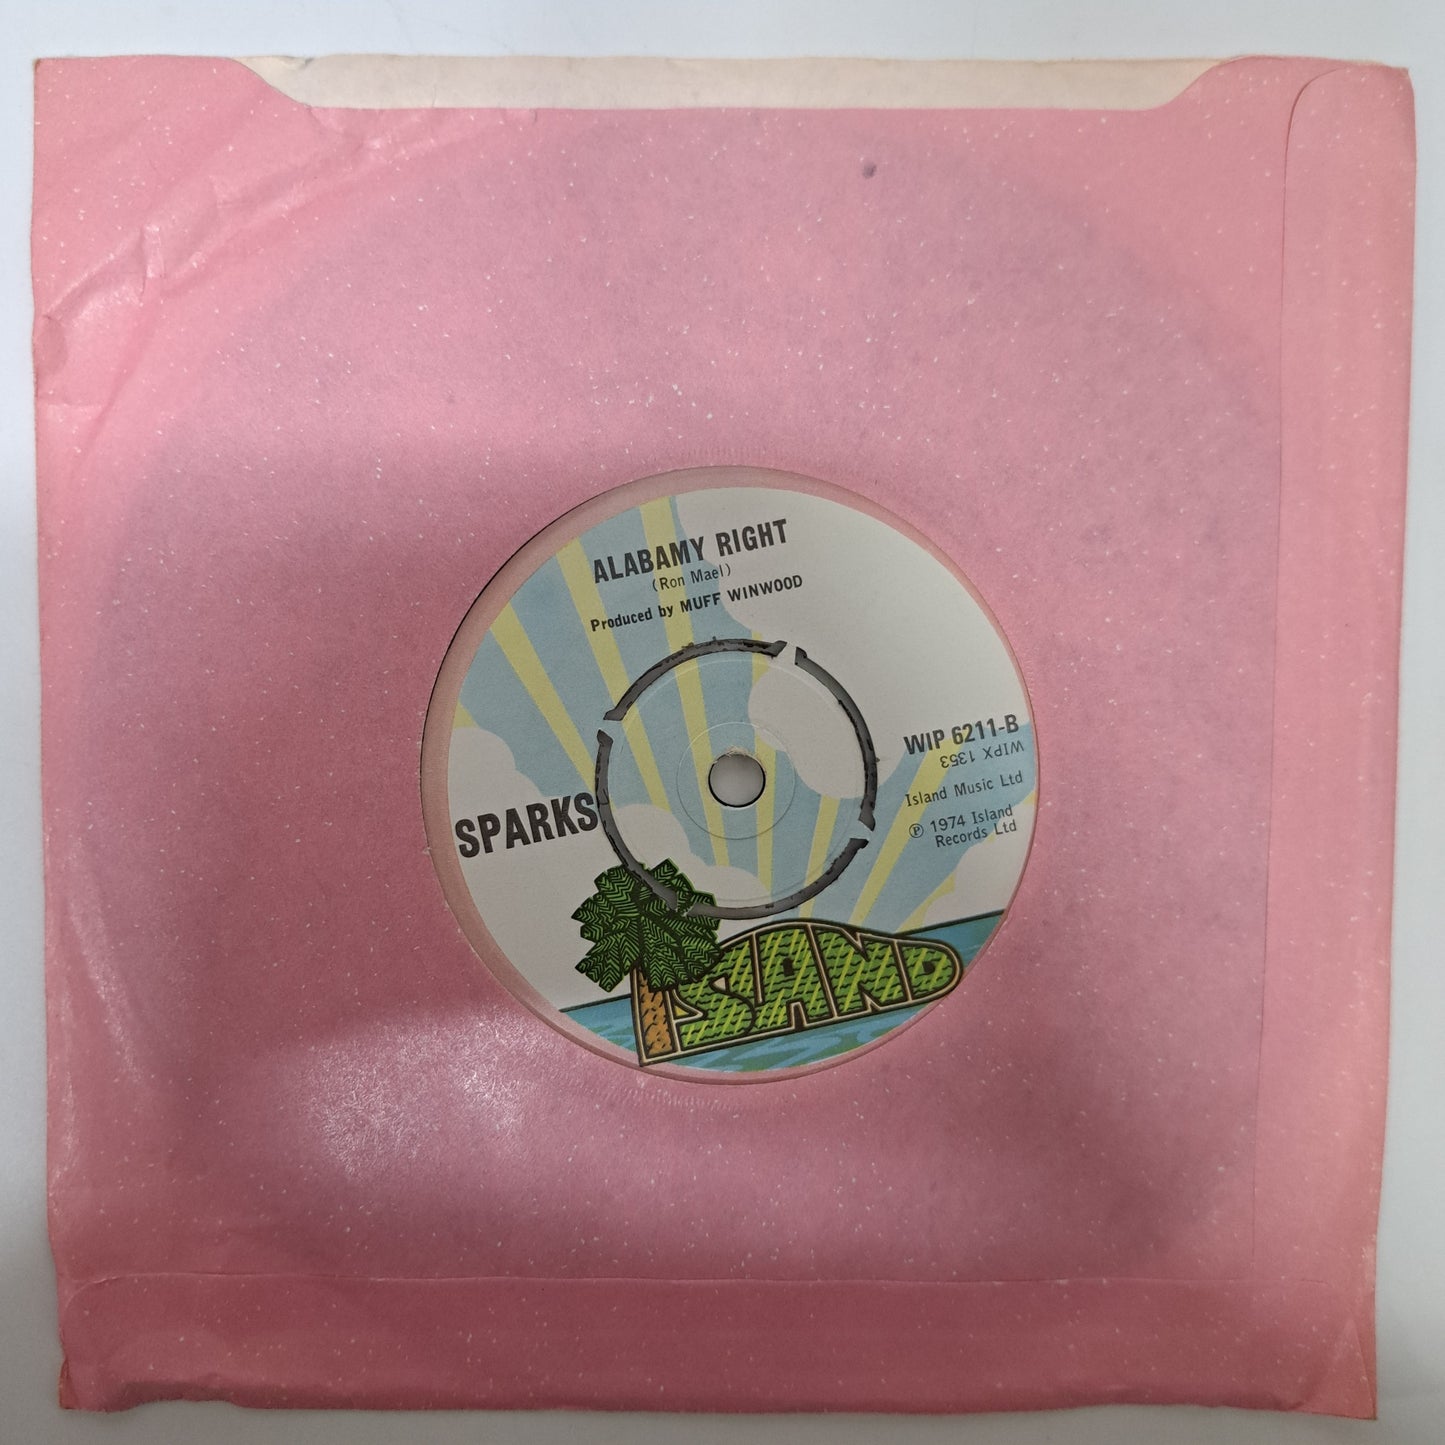 ALABAMY RIGHT
(Ron Mael)
Produced by MUFF WINWOOD
SPARKS
WIP 6211-B
WIPX 1353
Island Music Ltd
Ⓟ 1974 Island
Records Ltd
ISLAND